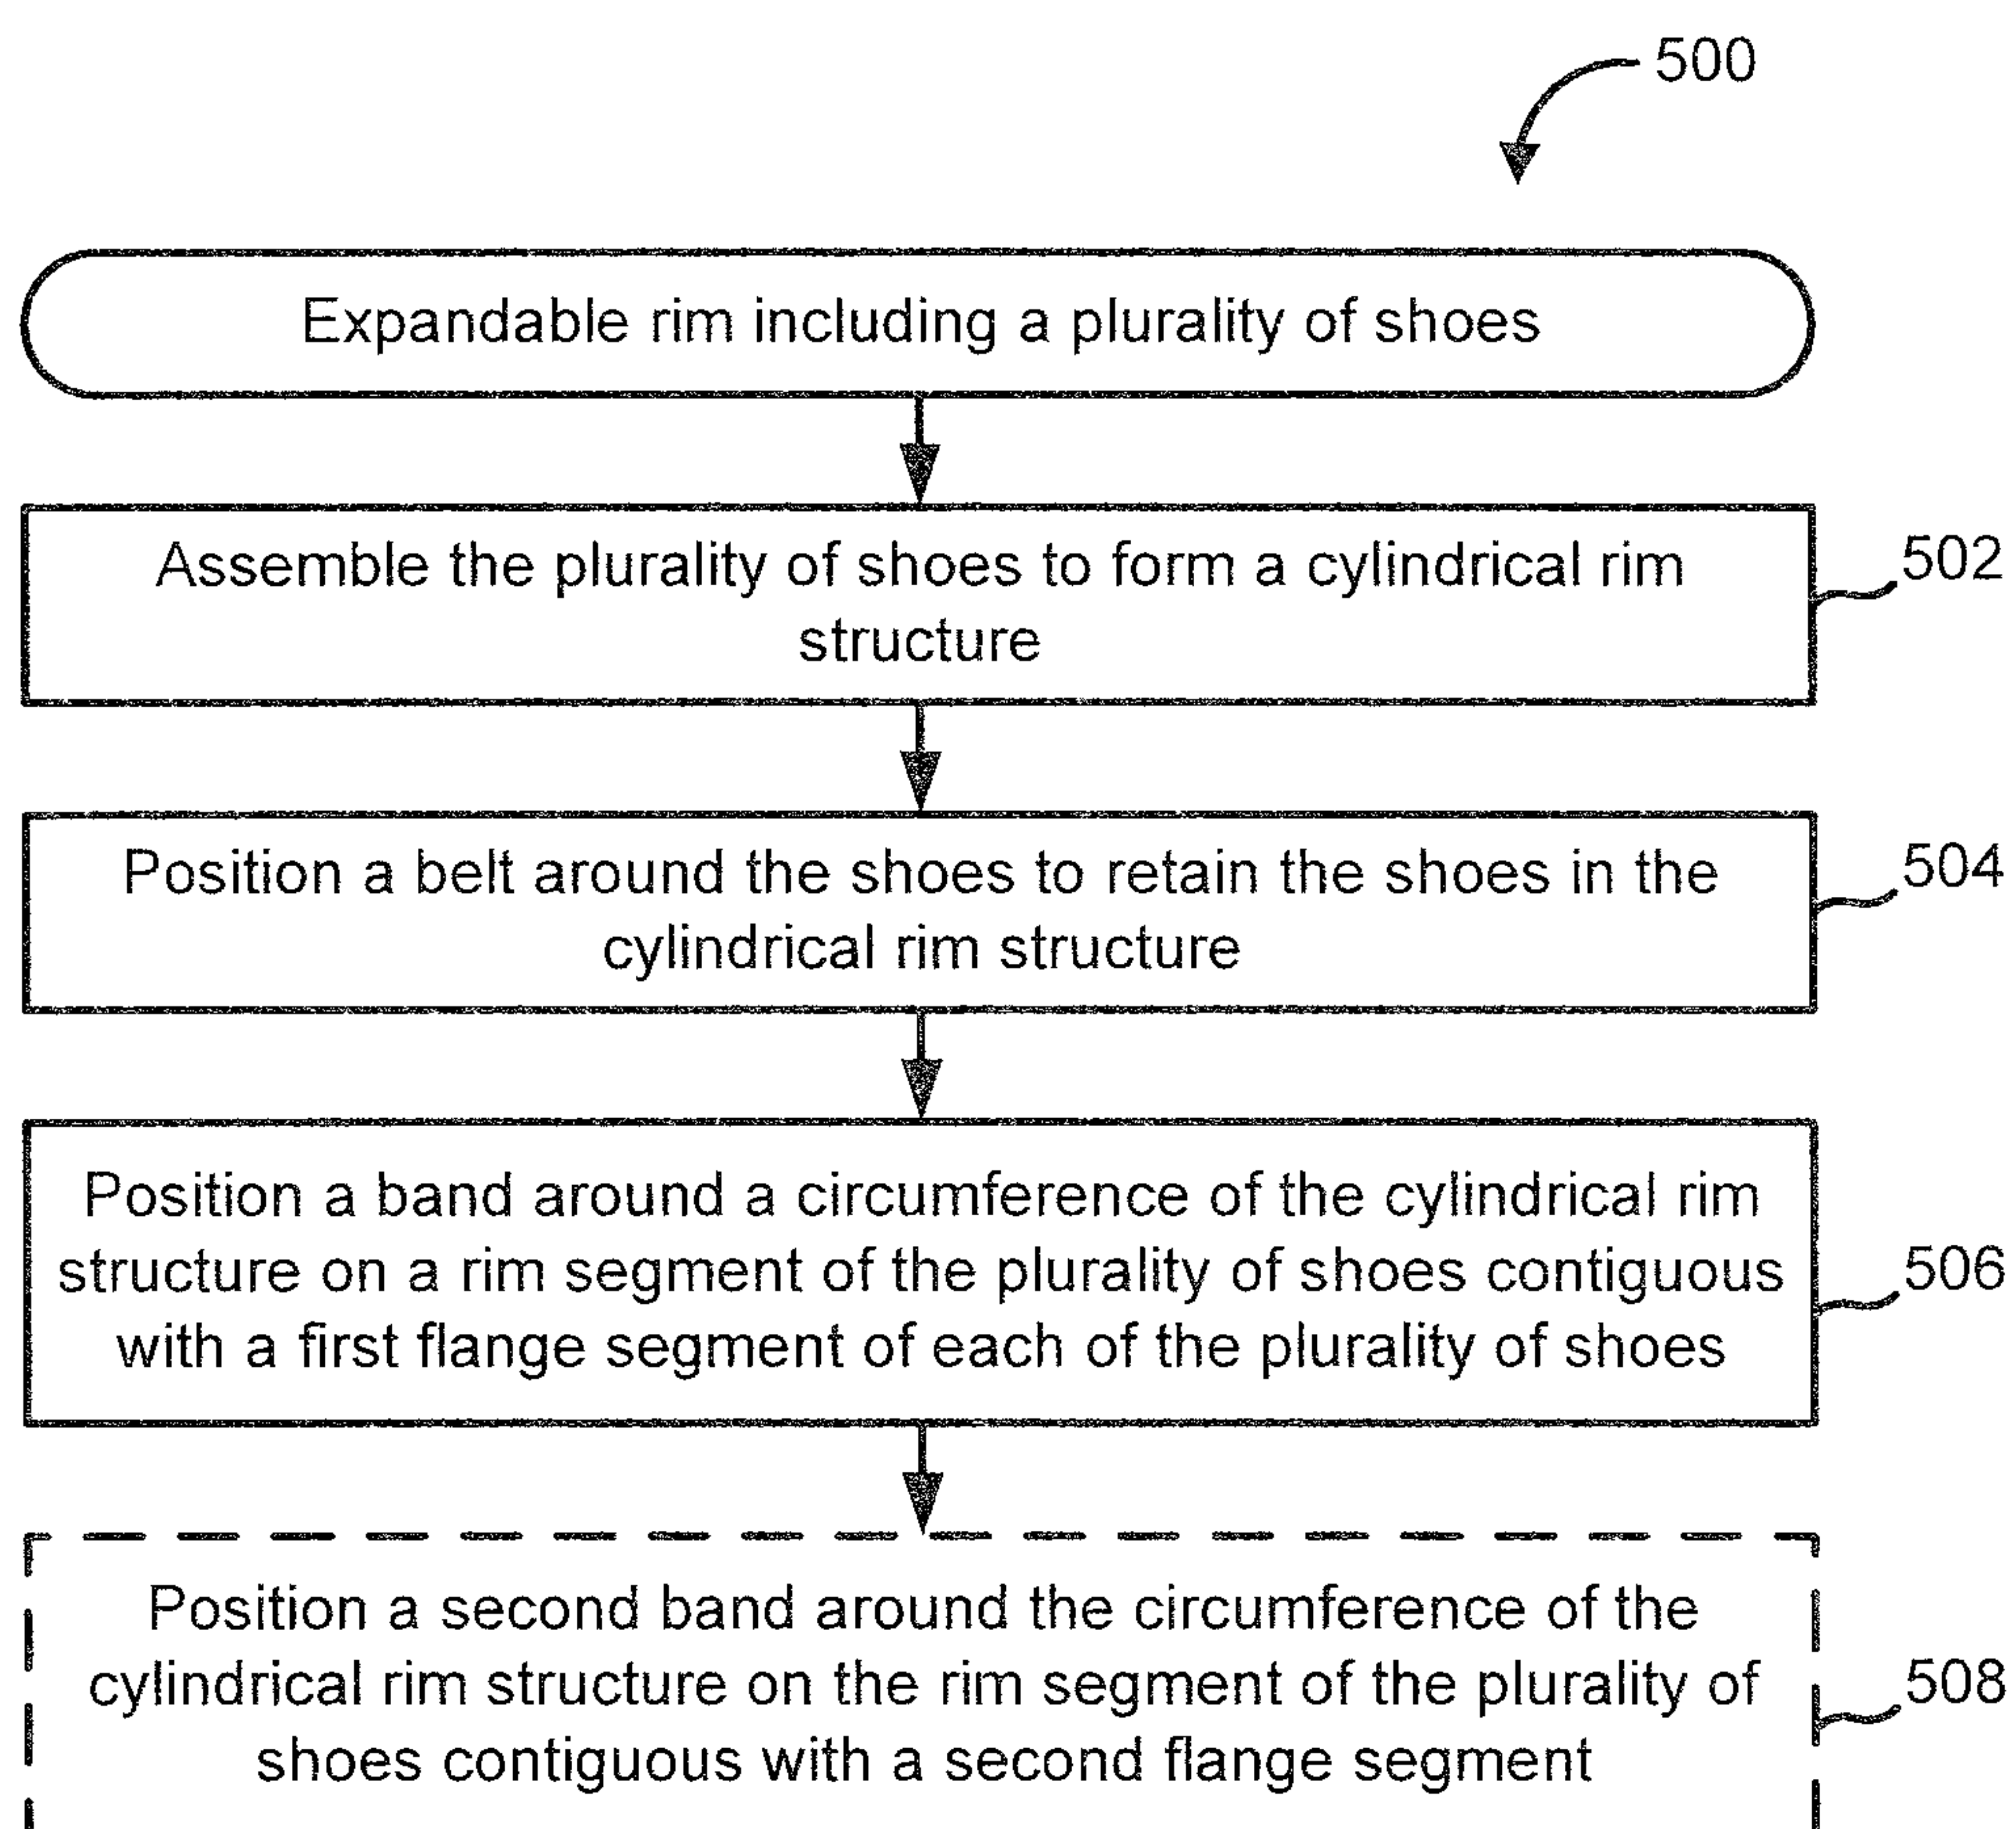 500
Expandable rim including a plurality of shoes
Assemble the plurality of shoes to form a cylindrical rim
structure
502
Position a belt around the shoes to retain the shoes in the
cylindrical rim structure
504
Position a band around a circumference of the cylindrical rim
structure on a rim segment of the plurality of shoes contiguous
with a first flange segment of each of the plurality of shoes
506
Position a second band around the circumference of the
cylindrical rim structure on the rim segment of the plurality of
shoes contiguous with a second flange segment
508